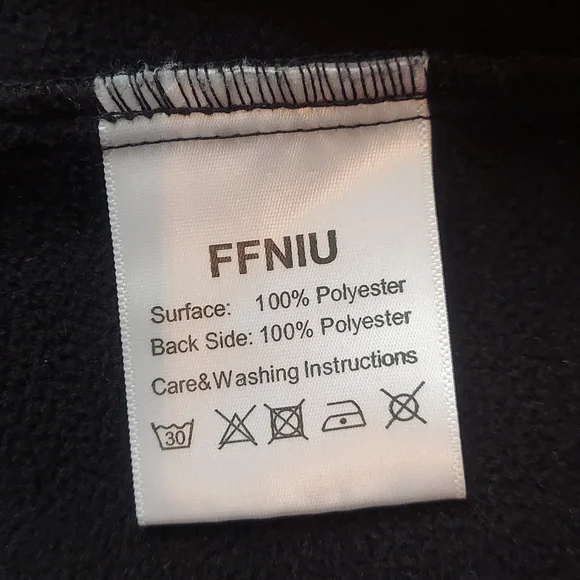 FFNIU
Surface: 100% Polyester
Back Side: 100% Polyester
Care&Washing Instructions
30